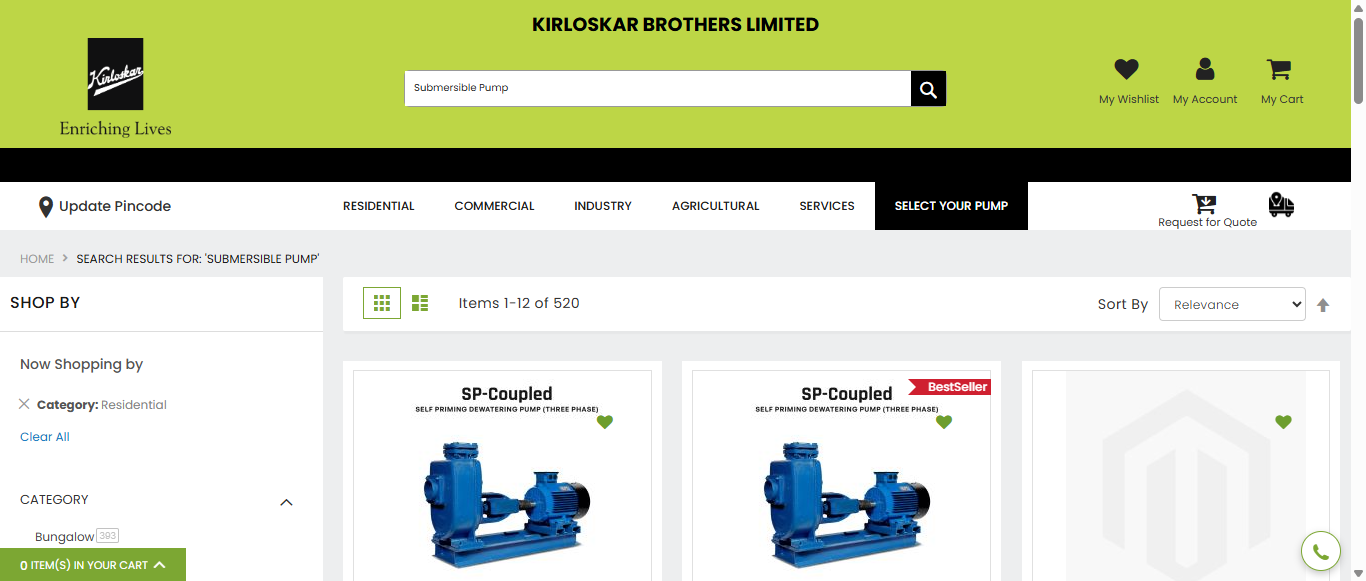 KIRLOSKAR BROTHERS LIMITED
Kirloskar
Enriching Lives
Submersible Pump
My Wishlist
My Account
My Cart
Update Pincode
RESIDENTIAL
COMMERCIAL
INDUSTRY
AGRICULTURAL
SERVICES
SELECT YOUR PUMP
Request for Quote
HOME
SEARCH RESULTS FOR: 'SUBMERSIBLE PUMP'
SHOP BY
Now Shopping by
Category: Residential
Clear All
CATEGORY
Bungalow 393
0 ITEM(S) IN YOUR CART
Items 1-12 of 520
Sort By
Relevance
SP-Coupled
SELF PRIMING DEWATERING PUMP (THREE PHASE)
BestSeller
SP-Coupled
SELF PRIMING DEWATERING PUMP (THREE PHASE)